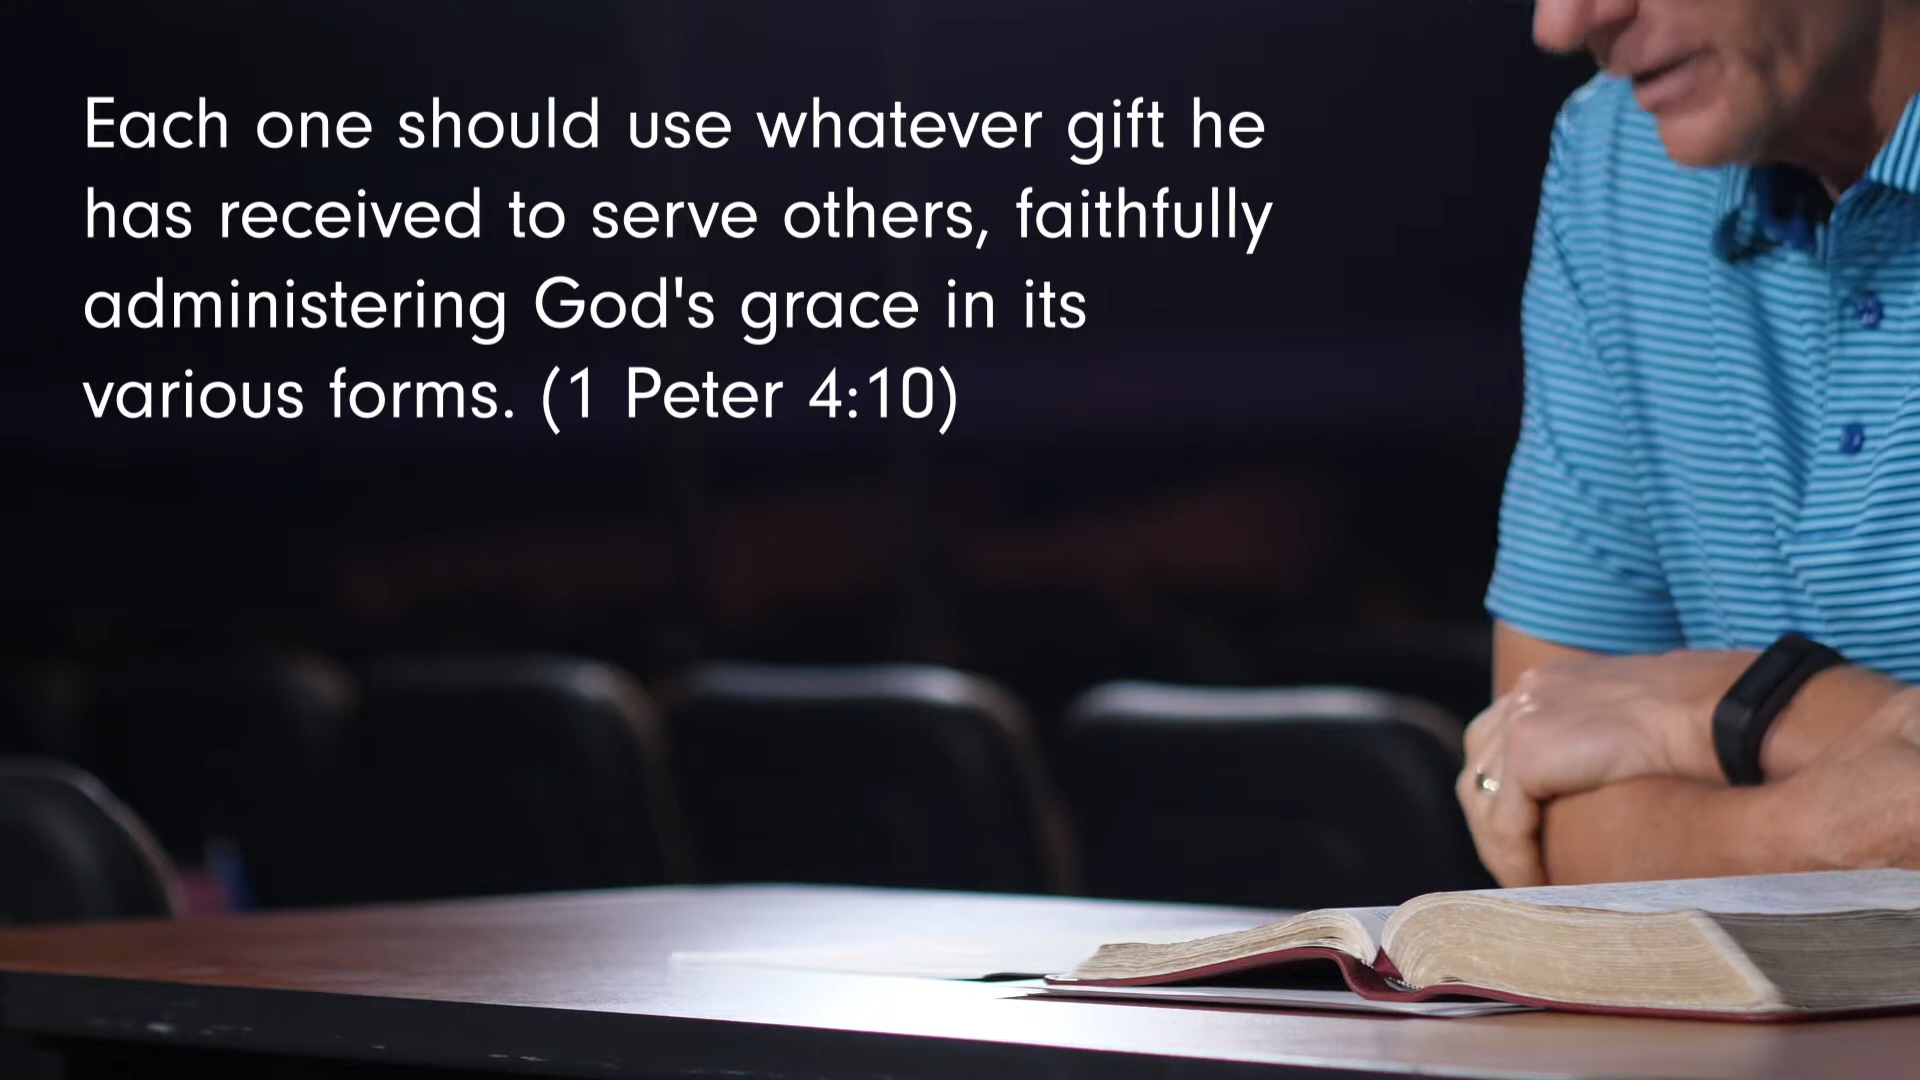 Each one should use whatever gift he
has received to serve others, faithfully
administering God's grace in its
various forms. (1 Peter 4:10)